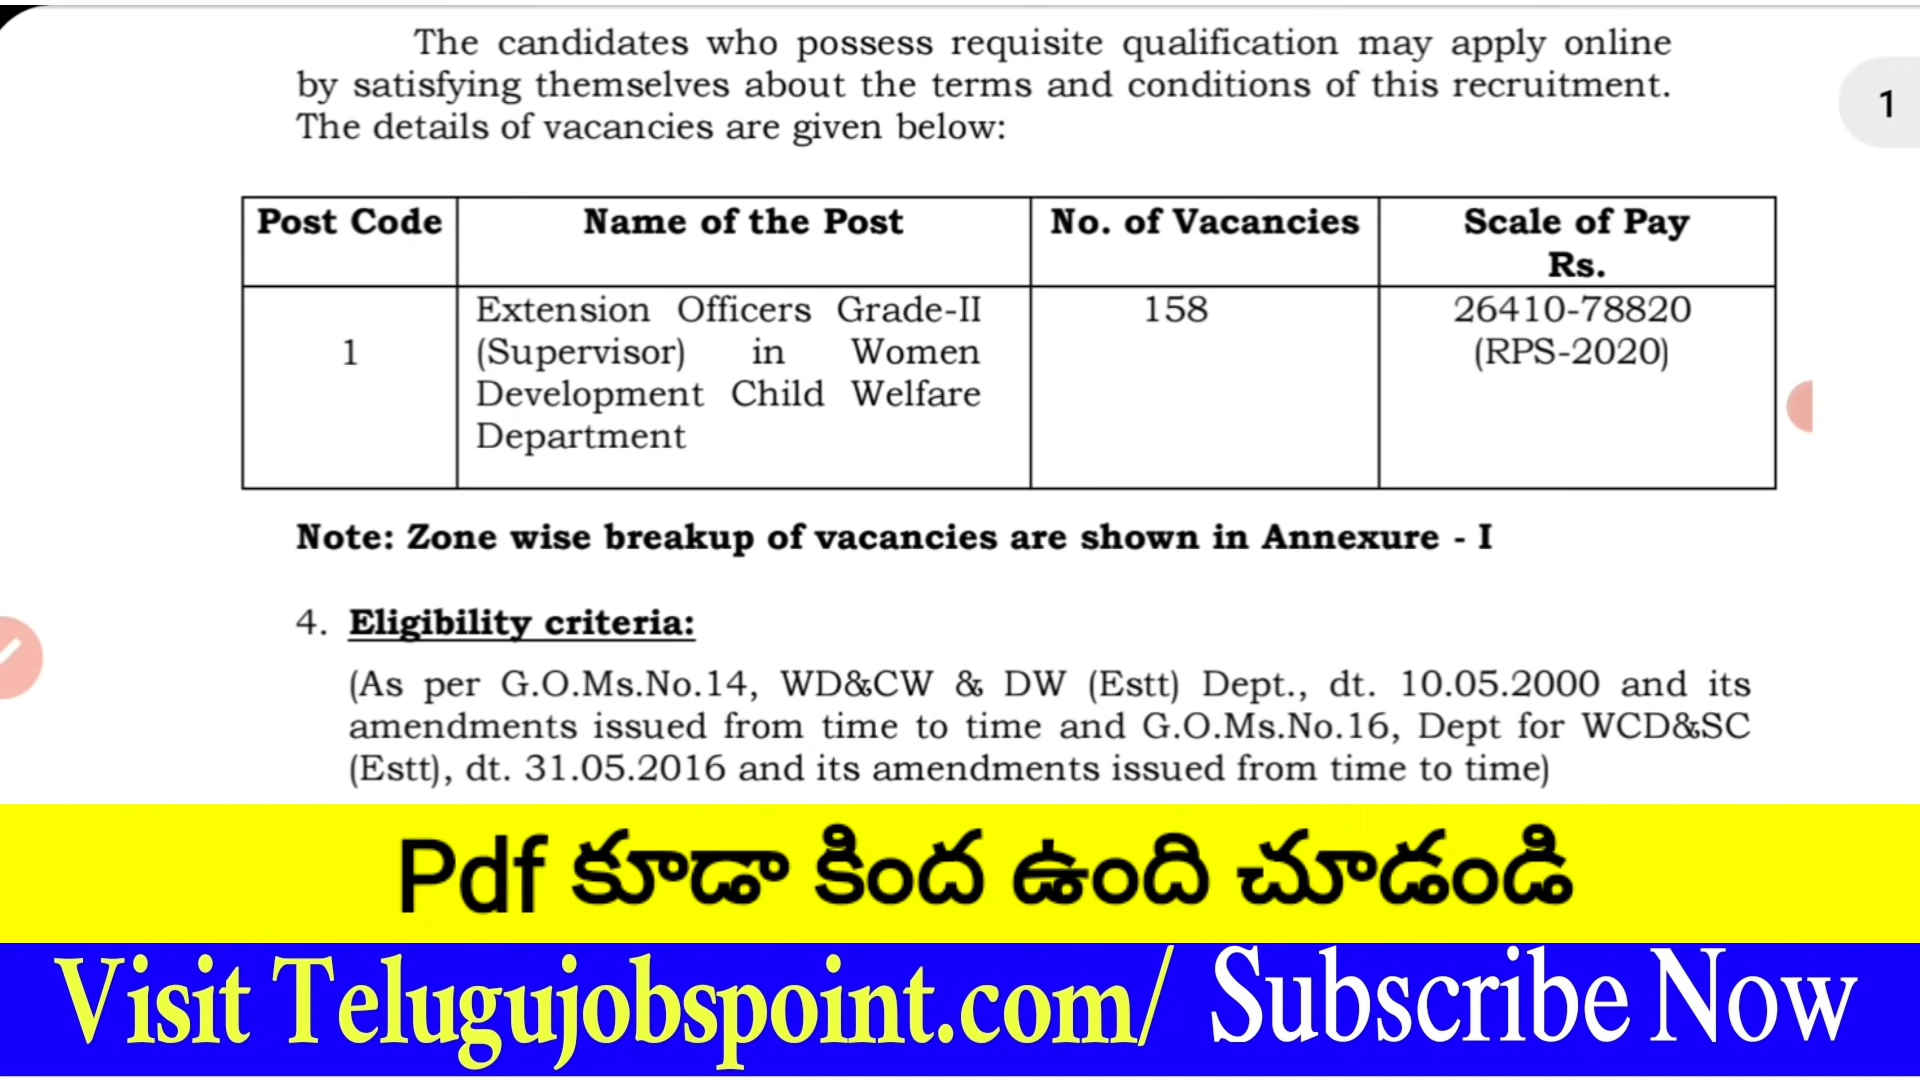 The candidates who possess requisite qualification may apply online
by satisfying themselves about the terms and conditions of this recruitment.
The details of vacancies are given below:
1
Post Code
Name of the Post
No. of Vacancies
Scale of Pay
Rs.
1
Extension Officers Grade-II
(Supervisor) in Women
Development Child Welfare
Department
158
26410-78820
(RPS-2020)
Note: Zone wise breakup of vacancies are shown in Annexure - I
4. Eligibility criteria:
(As per G.O.Ms.No.14, WD&CW & DW (Estt) Dept., dt. 10.05.2000 and its
amendments issued from time to time and G.O.Ms.No.16, Dept for WCD&SC
(Estt), dt. 31.05.2016 and its amendments issued from time to time)
Pdf కూడా కింద ఉంది చూడండి
Visit Telugujobspoint.com/ Subscribe Now